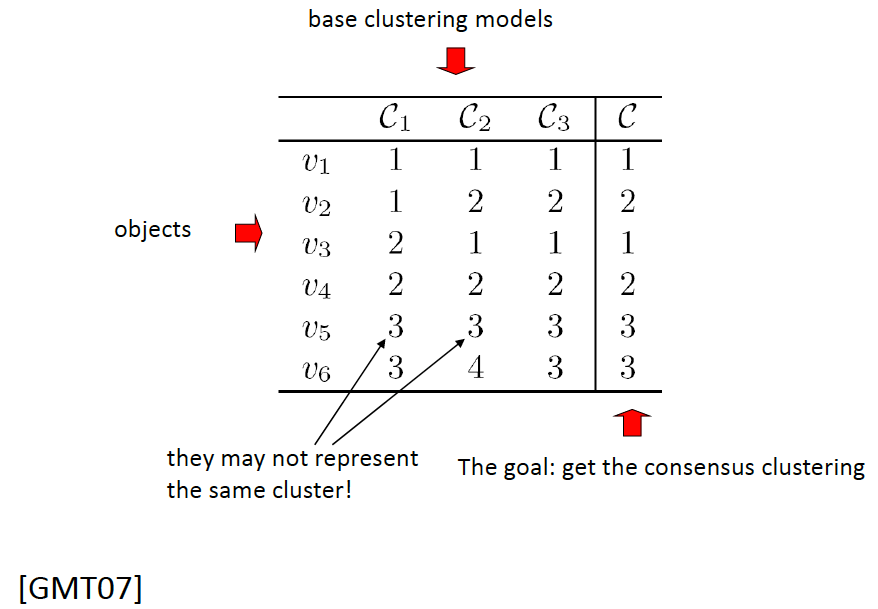 base clustering models
𝒞₁ 𝒞₂ 𝒞₃ 𝒞
v₁ 1 1 1 1
v₂ 1 2 2 2
objects
v₃ 2 1 1 1
v₄ 2 2 2 2
v₅ 3 3 3 3
v₆ 3 4 3 3
they may not represent
the same cluster!
The goal: get the consensus clustering
[GMT07]